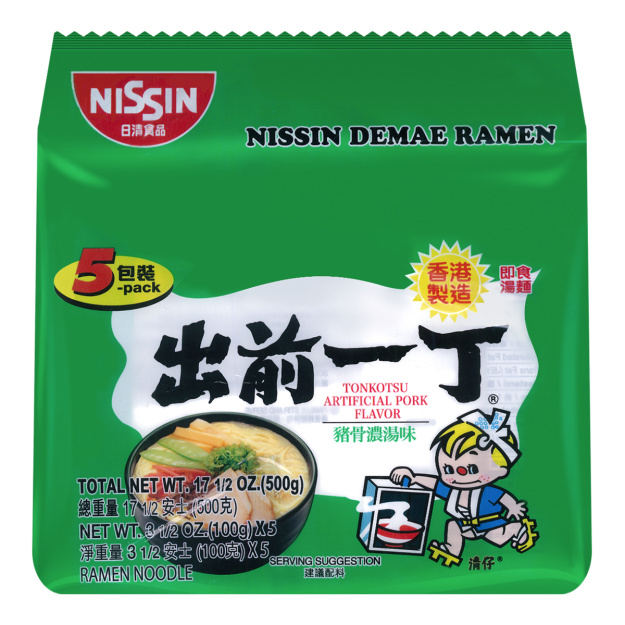 NISSIN
日清食品
NISSIN DEMAE RAMEN
5包裝
-pack
香港
製造
即食
湯麵
出前一丁®
TONKOTSU
ARTIFICIAL PORK
FLAVOR
豬骨濃湯味
TOTAL NET WT. 17 1/2 OZ.(500g)
總重量 17 1/2 安士 (500克)
NET WT. 3 1/2 OZ.(100g) X 5
淨重量 3 1/2 安士 (100克) X 5
RAMEN NOODLE
SERVING SUGGESTION
建議配料
清仔®